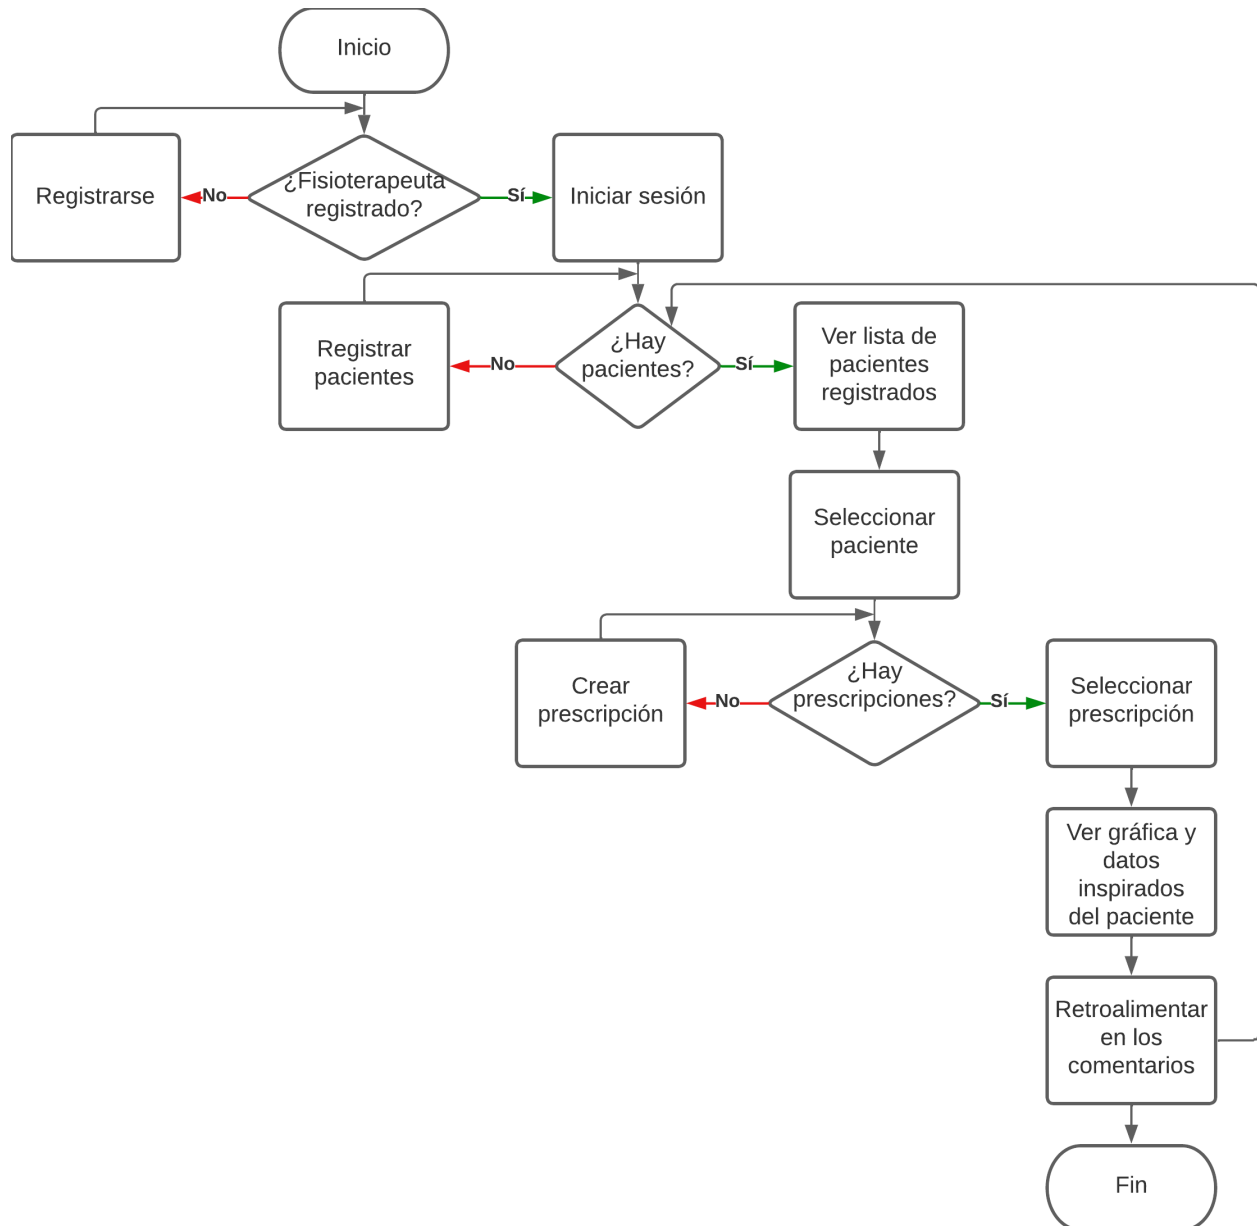 Inicio
Registrarse
No
¿Fisioterapeuta
registrado?
Sí
Iniciar sesión
Registrar
pacientes
No
¿Hay
pacientes?
Sí
Ver lista de
pacientes
registrados
Seleccionar
paciente
Crear
prescripción
No
¿Hay
prescripciones?
Sí
Seleccionar
prescripción
Ver gráfica y
datos
inspirados
del paciente
Retroalimentar
en los
comentarios
Fin